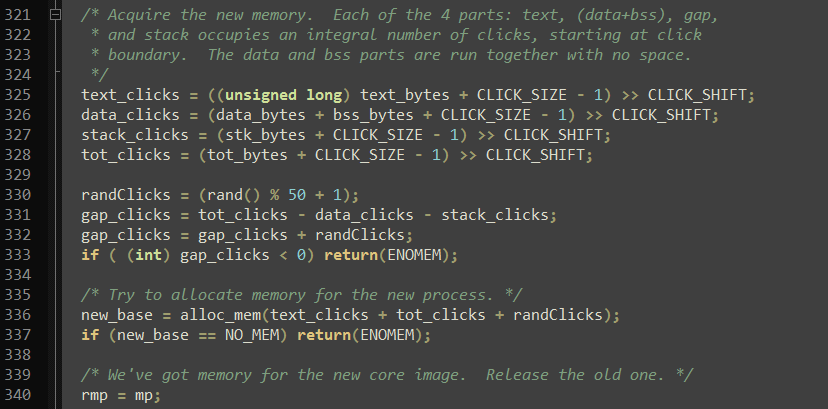 321 /* Acquire the new memory.  Each of the 4 parts: text, (data+bss), gap,
322  * and stack occupies an integral number of clicks, starting at click
323  * boundary.  The data and bss parts are run together with no space.
324  */
325 text_clicks = ((unsigned long) text_bytes + CLICK_SIZE - 1) >> CLICK_SHIFT;
326 data_clicks = (data_bytes + bss_bytes + CLICK_SIZE - 1) >> CLICK_SHIFT;
327 stack_clicks = (stk_bytes + CLICK_SIZE - 1) >> CLICK_SHIFT;
328 tot_clicks = (tot_bytes + CLICK_SIZE - 1) >> CLICK_SHIFT;
329
330 randClicks = (rand() % 50 + 1);
331 gap_clicks = tot_clicks - data_clicks - stack_clicks;
332 gap_clicks = gap_clicks + randClicks;
333 if ( (int) gap_clicks < 0) return(ENOMEM);
334
335 /* Try to allocate memory for the new process. */
336 new_base = alloc_mem(text_clicks + tot_clicks + randClicks);
337 if (new_base == NO_MEM) return(ENOMEM);
338
339 /* We've got memory for the new core image.  Release the old one. */
340 rmp = mp;